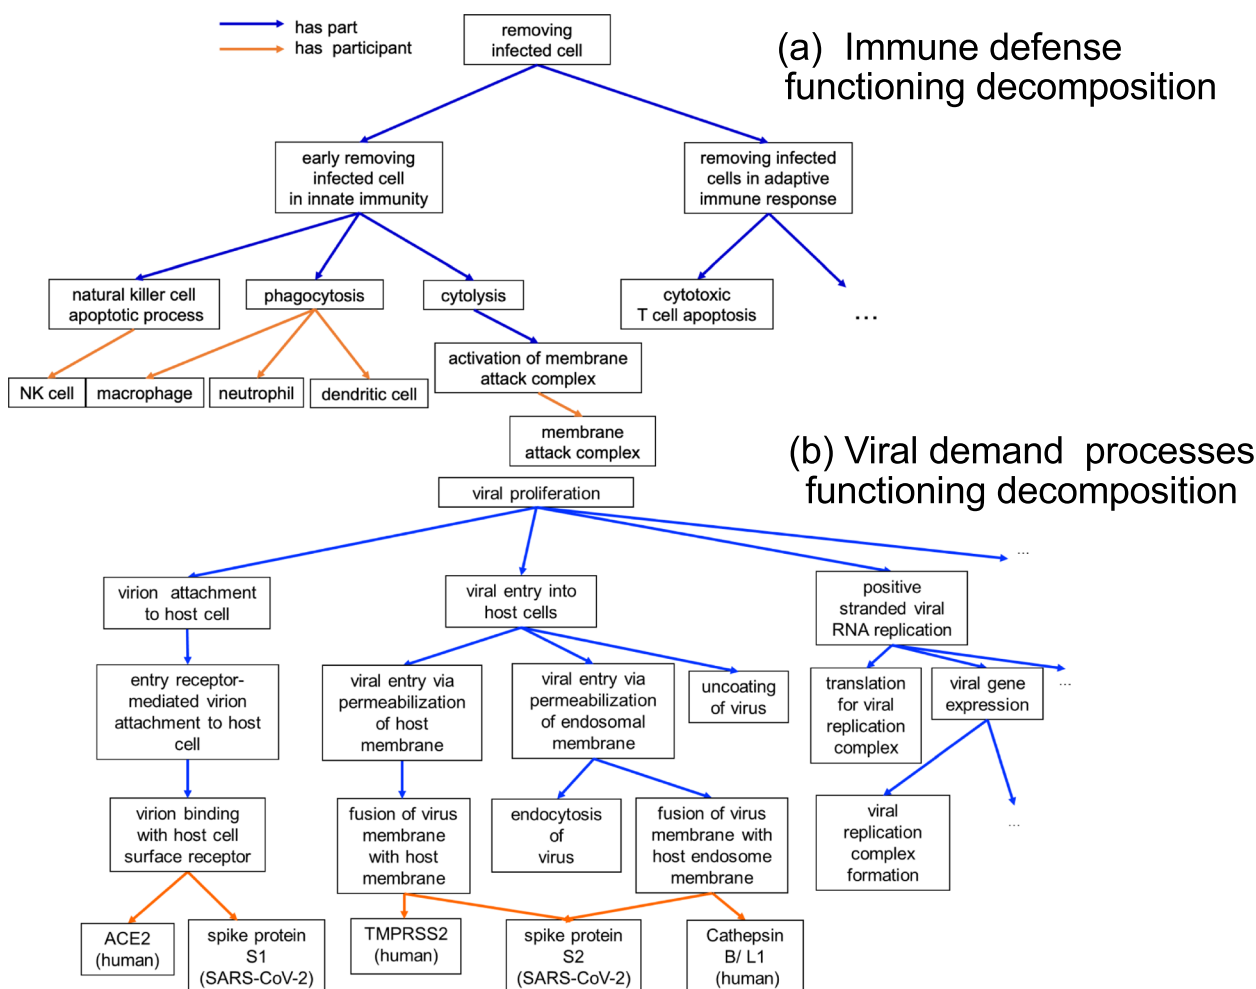 has part
has participant
removing
infected cell
(a) Immune defense
functioning decomposition
early removing
infected cell
in innate immunity
removing infected
cells in adaptive
immune response
natural killer cell
apoptotic process
phagocytosis
cytolysis
cytotoxic
T cell apoptosis
...
activation of membrane
attack complex
NK cell
macrophage
neutrophil
dendritic cell
membrane
attack complex
(b) Viral demand processes
functioning decomposition
viral proliferation
...
virion attachment
to host cell
viral entry into
host cells
positive
stranded viral
RNA replication
entry receptor-
mediated virion
attachment to host
cell
viral entry via
permeabilization
of host
membrane
viral entry via
permeabilization
of endosomal
membrane
uncoating
of virus
translation
for viral
replication
complex
viral gene
expression
...
virion binding
with host cell
surface receptor
fusion of virus
membrane
with host
membrane
endocytosis
of
virus
fusion of virus
membrane with
host endosome
membrane
viral
replication
complex
formation
...
ACE2
(human)
spike protein
S1
(SARS-CoV-2)
TMPRSS2
(human)
spike protein
S2
(SARS-CoV-2)
Cathepsin
B/ L1
(human)